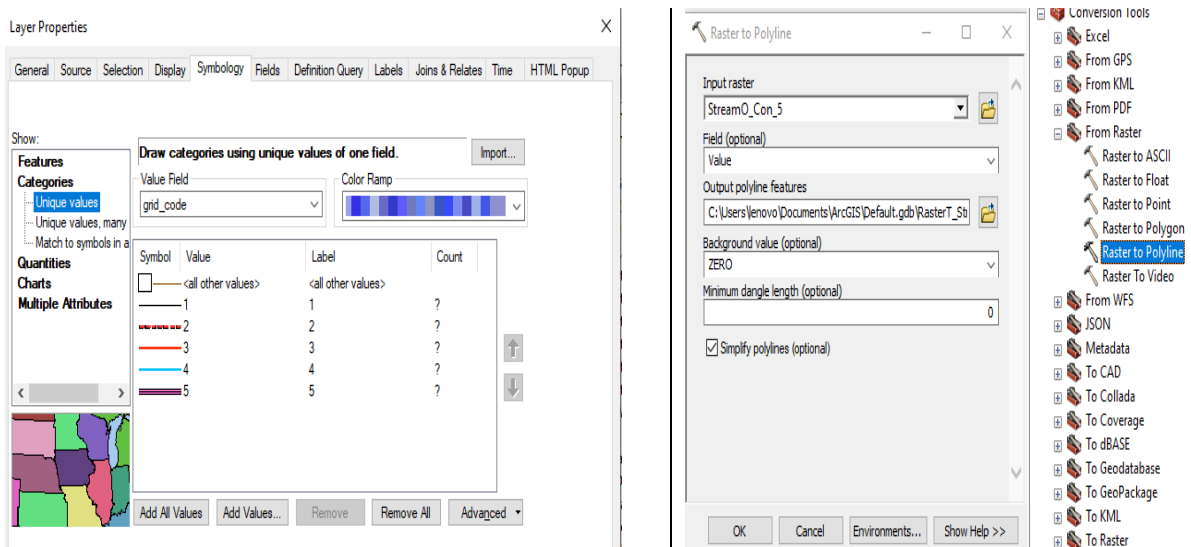 Layer Properties
General Source Selection Display Symbology Fields Definition Query Labels Joins & Relates Time HTML Popup
Show:
Features
Categories
Unique values
Unique values, many
Match to symbols in a
Quantities
Charts
Multiple Attributes
Draw categories using unique values of one field.
Import...
Value Field
grid_code
Color Ramp
Symbol Value Label Count
<all other values> <all other values>
1 1 ?
2 2 ?
3 3 ?
4 4 ?
5 5 ?
Add All Values Add Values... Remove Remove All Advanced
Raster to Polyline
Input raster
StreamO_Con_5
Field (optional)
Value
Output polyline features
C:\Users\lenovo\Documents\ArcGIS\Default.gdb\RasterT_Str
Background value (optional)
ZERO
Minimum dangle length (optional)
0
Simplify polylines (optional)
OK Cancel Environments... Show Help >>
Conversion Tools
Excel
From GPS
From KML
From PDF
From Raster
Raster to ASCII
Raster to Float
Raster to Point
Raster to Polygon
Raster to Polyline
Raster To Video
From WFS
JSON
Metadata
To CAD
To Collada
To Coverage
To dBASE
To Geodatabase
To GeoPackage
To KML
To Raster